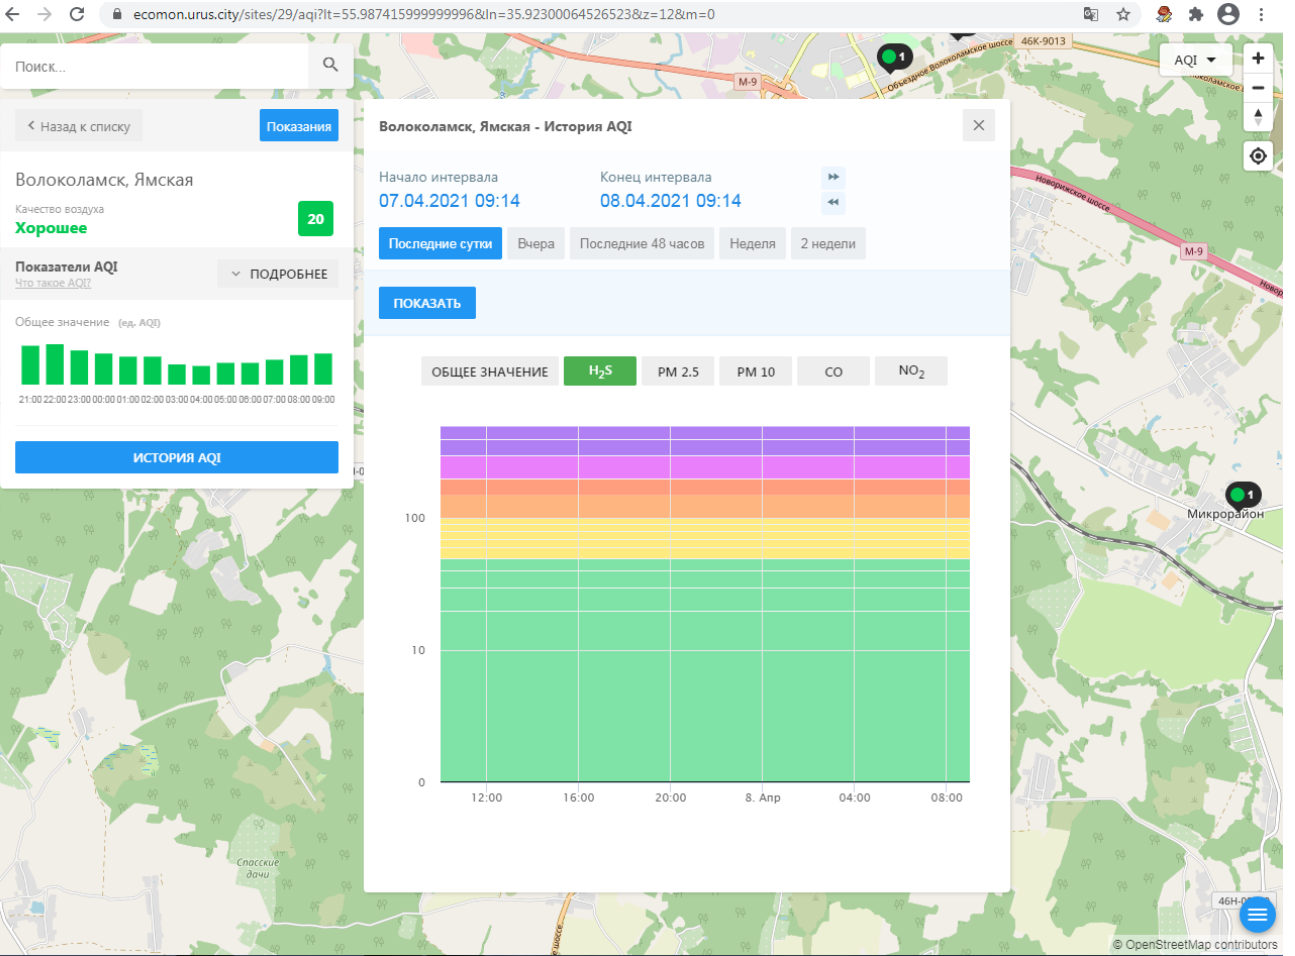 ecomon.urus.city/sites/29/aqi?lt=55.987415999999996&ln=35.92300064526523&z=12&m=0
Поиск...
Назад к списку
Показания
Волоколамск, Ямская
Качество воздуха
Хорошее
20
Показатели AQI
Что такое AQI?
ПОДРОБНЕЕ
Общее значение (ед. AQI)
21:00 22:00 23:00 00:00 01:00 02:00 03:00 04:00 05:00 06:00 07:00 08:00 09:00
ИСТОРИЯ AQI
Волоколамск, Ямская - История AQI
Начало интервала
07.04.2021 09:14
Конец интервала
08.04.2021 09:14
Последние сутки
Вчера
Последние 48 часов
Неделя
2 недели
ПОКАЗАТЬ
ОБЩЕЕ ЗНАЧЕНИЕ
H2S
PM 2.5
PM 10
CO
NO2
100
10
0
12:00
16:00
20:00
8. Апр
04:00
08:00
М-9
1
Объездное Волоколамское шоссе
46К-9013
AQI
Новорижское шоссе
М-9
1
Микрорайон
Спасские
дачи
© OpenStreetMap contributors